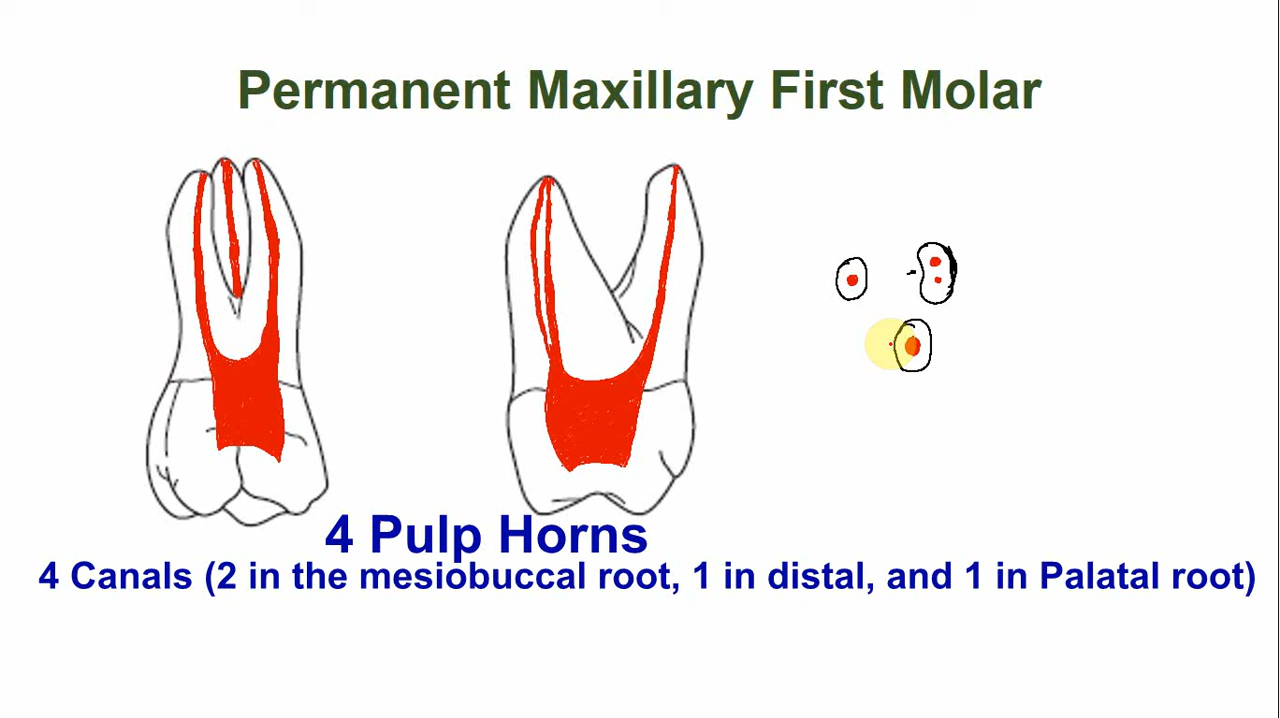 Permanent Maxillary First Molar
4 Pulp Horns
4 Canals (2 in the mesiobuccal root, 1 in distal, and 1 in Palatal root)